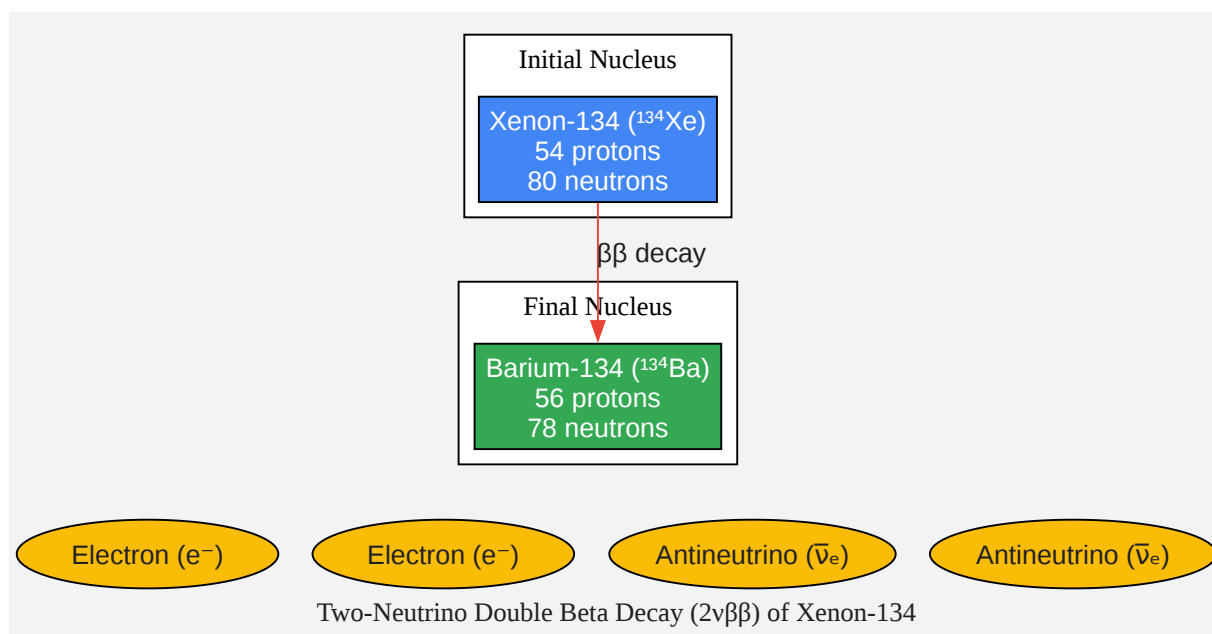 Initial Nucleus
Xenon-134 (¹³⁴Xe)
54 protons
80 neutrons
ββ decay
Final Nucleus
Barium-134 (¹³⁴Ba)
56 protons
78 neutrons
Electron (e⁻)
Electron (e⁻)
Antineutrino (ν̅ₑ)
Antineutrino (ν̅ₑ)
Two-Neutrino Double Beta Decay (2νββ) of Xenon-134